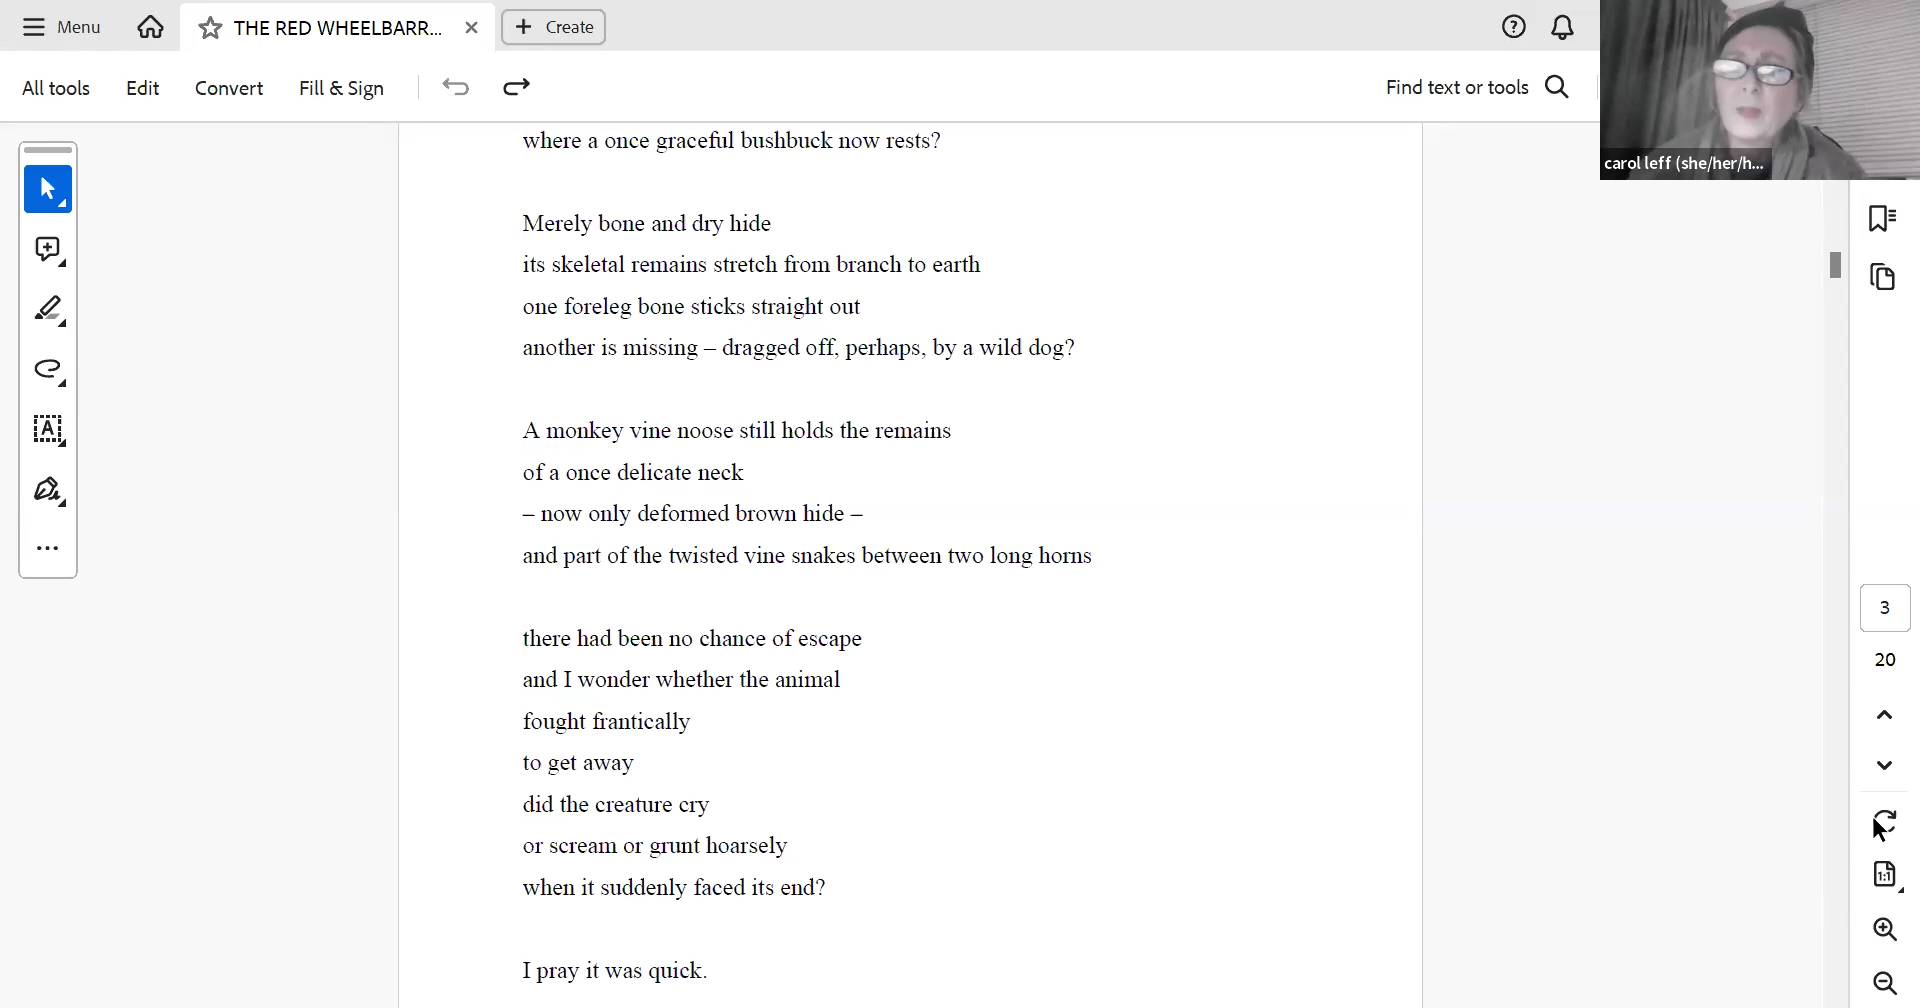 Menu
THE RED WHEELBARR...
Create
All tools
Edit
Convert
Fill & Sign
Find text or tools
carol leff (she/her/h...
where a once graceful bushbuck now rests?
Merely bone and dry hide
its skeletal remains stretch from branch to earth
one foreleg bone sticks straight out
another is missing – dragged off, perhaps, by a wild dog?
A monkey vine noose still holds the remains
of a once delicate neck
– now only deformed brown hide –
and part of the twisted vine snakes between two long horns
there had been no chance of escape
and I wonder whether the animal
fought frantically
to get away
did the creature cry
or scream or grunt hoarsely
when it suddenly faced its end?
I pray it was quick.
3
20
1:1